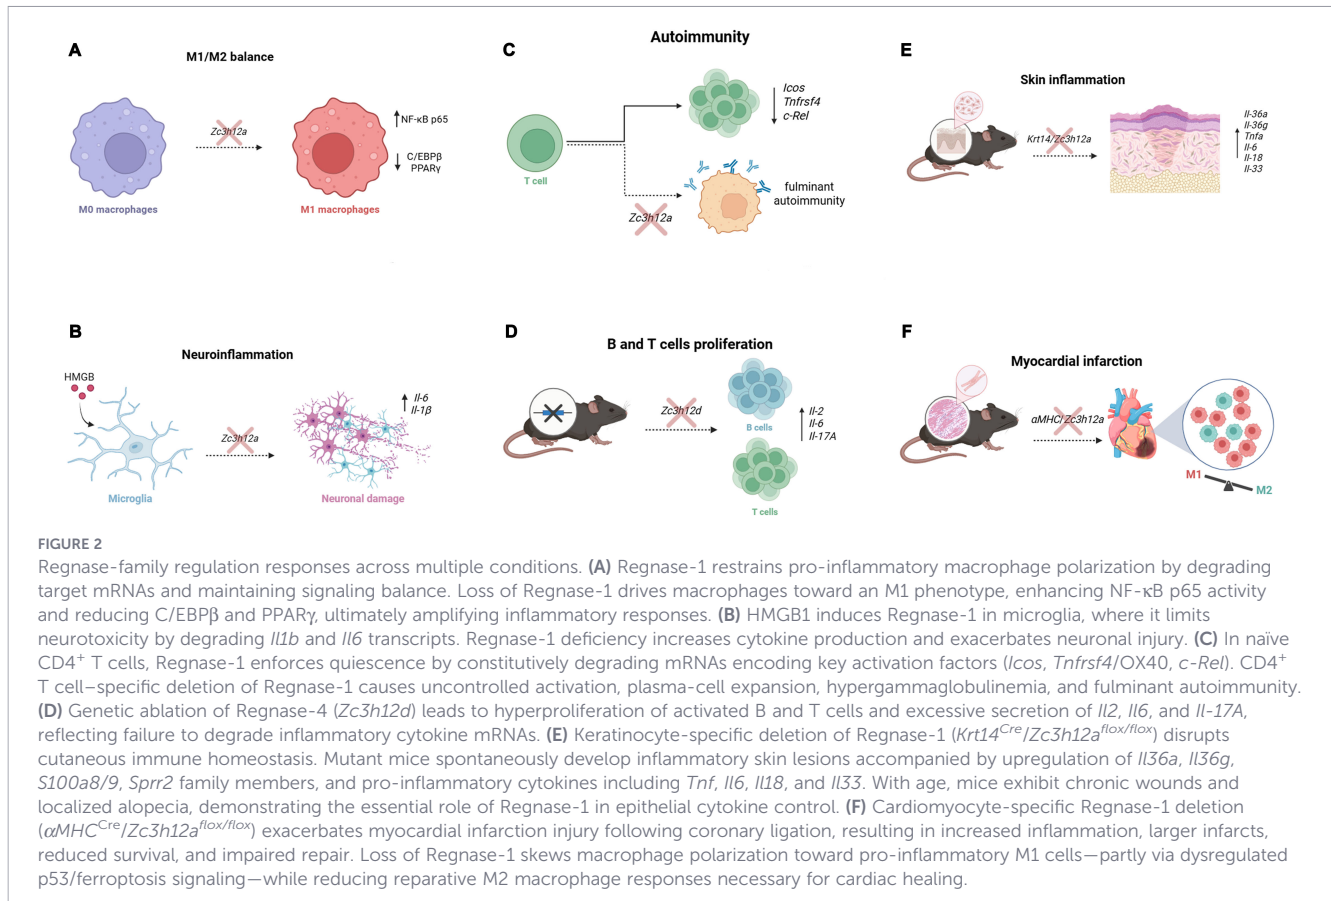 A
M1/M2 balance
Zc3h12a
NF-κB p65
C/EBPβ
PPARγ
M0 macrophages
M1 macrophages
C
Autoimmunity
T cell
Icos
Tnfrsf4
c-Rel
Zc3h12a
fulminant
autoimmunity
E
Skin inflammation
Krt14/Zc3h12a
Il-36a
Il-36g
Tnfa
Il-6
Il-18
Il-33
B
Neuroinflammation
HMGB
Zc3h12a
Il-6
Il-1β
Microglia
Neuronal damage
D
B and T cells proliferation
Zc3h12d
B cells
Il-2
Il-6
Il-17A
T cells
F
Myocardial infarction
αMHC/Zc3h12a
M1
M2
FIGURE 2
Regnase-family regulation responses across multiple conditions. (A) Regnase-1 restrains pro-inflammatory macrophage polarization by degrading
target mRNAs and maintaining signaling balance. Loss of Regnase-1 drives macrophages toward an M1 phenotype, enhancing NF-κB p65 activity
and reducing C/EBPβ and PPARγ, ultimately amplifying inflammatory responses. (B) HMGB1 induces Regnase-1 in microglia, where it limits
neurotoxicity by degrading Il1b and Il6 transcripts. Regnase-1 deficiency increases cytokine production and exacerbates neuronal injury. (C) In naïve
CD4+ T cells, Regnase-1 enforces quiescence by constitutively degrading mRNAs encoding key activation factors (Icos, Tnfrsf4/OX40, c-Rel). CD4+
T cell–specific deletion of Regnase-1 causes uncontrolled activation, plasma-cell expansion, hypergammaglobulinemia, and fulminant autoimmunity.
(D) Genetic ablation of Regnase-4 (Zc3h12d) leads to hyperproliferation of activated B and T cells and excessive secretion of Il2, Il6, and Il-17A,
reflecting failure to degrade inflammatory cytokine mRNAs. (E) Keratinocyte-specific deletion of Regnase-1 (Krt14Cre/Zc3h12aflox/flox) disrupts
cutaneous immune homeostasis. Mutant mice spontaneously develop inflammatory skin lesions accompanied by upregulation of Il36a, Il36g,
S100a8/9, Sprr2 family members, and pro-inflammatory cytokines including Tnf, Il6, Il18, and Il33. With age, mice exhibit chronic wounds and
localized alopecia, demonstrating the essential role of Regnase-1 in epithelial cytokine control. (F) Cardiomyocyte-specific Regnase-1 deletion
(αMHCCre/Zc3h12aflox/flox) exacerbates myocardial infarction injury following coronary ligation, resulting in increased inflammation, larger infarcts,
reduced survival, and impaired repair. Loss of Regnase-1 skews macrophage polarization toward pro-inflammatory M1 cells—partly via dysregulated
p53/ferroptosis signaling—while reducing reparative M2 macrophage responses necessary for cardiac healing.